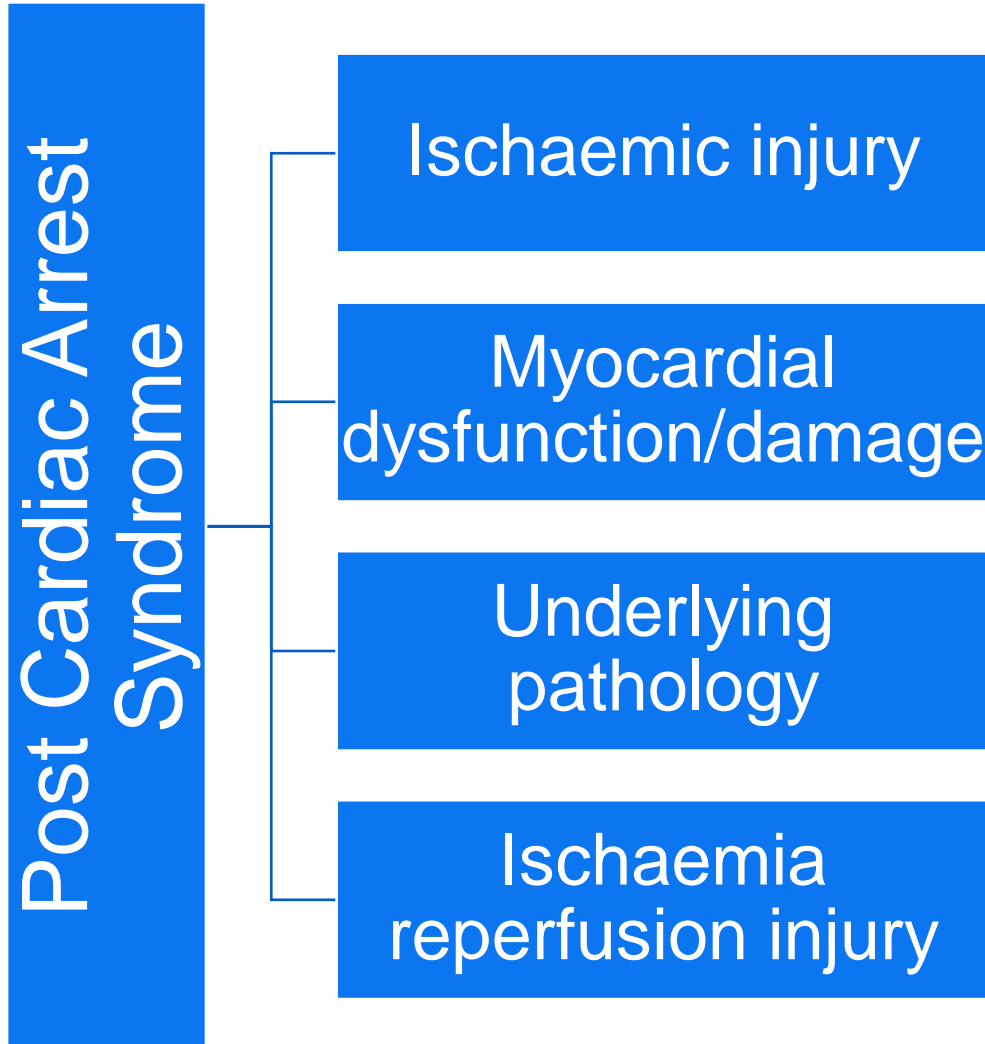 Post Cardiac Arrest
Syndrome
Ischaemic injury
Myocardial
dysfunction/damage
Underlying
pathology
Ischaemia
reperfusion injury